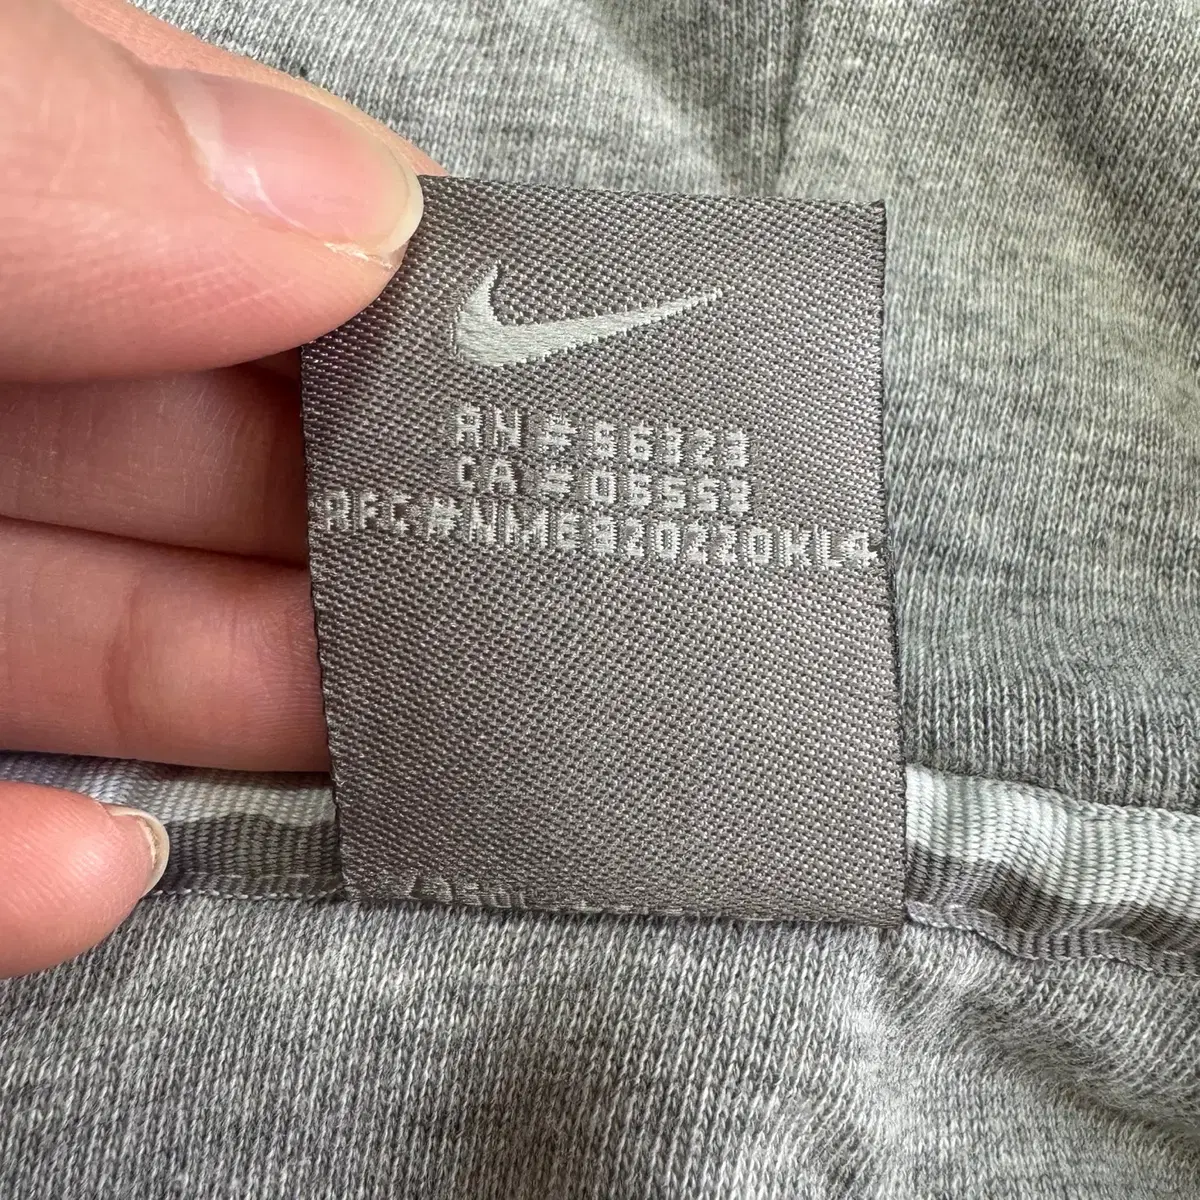 RN # 56323
CA # 05553
RFC: #NME920220KL4